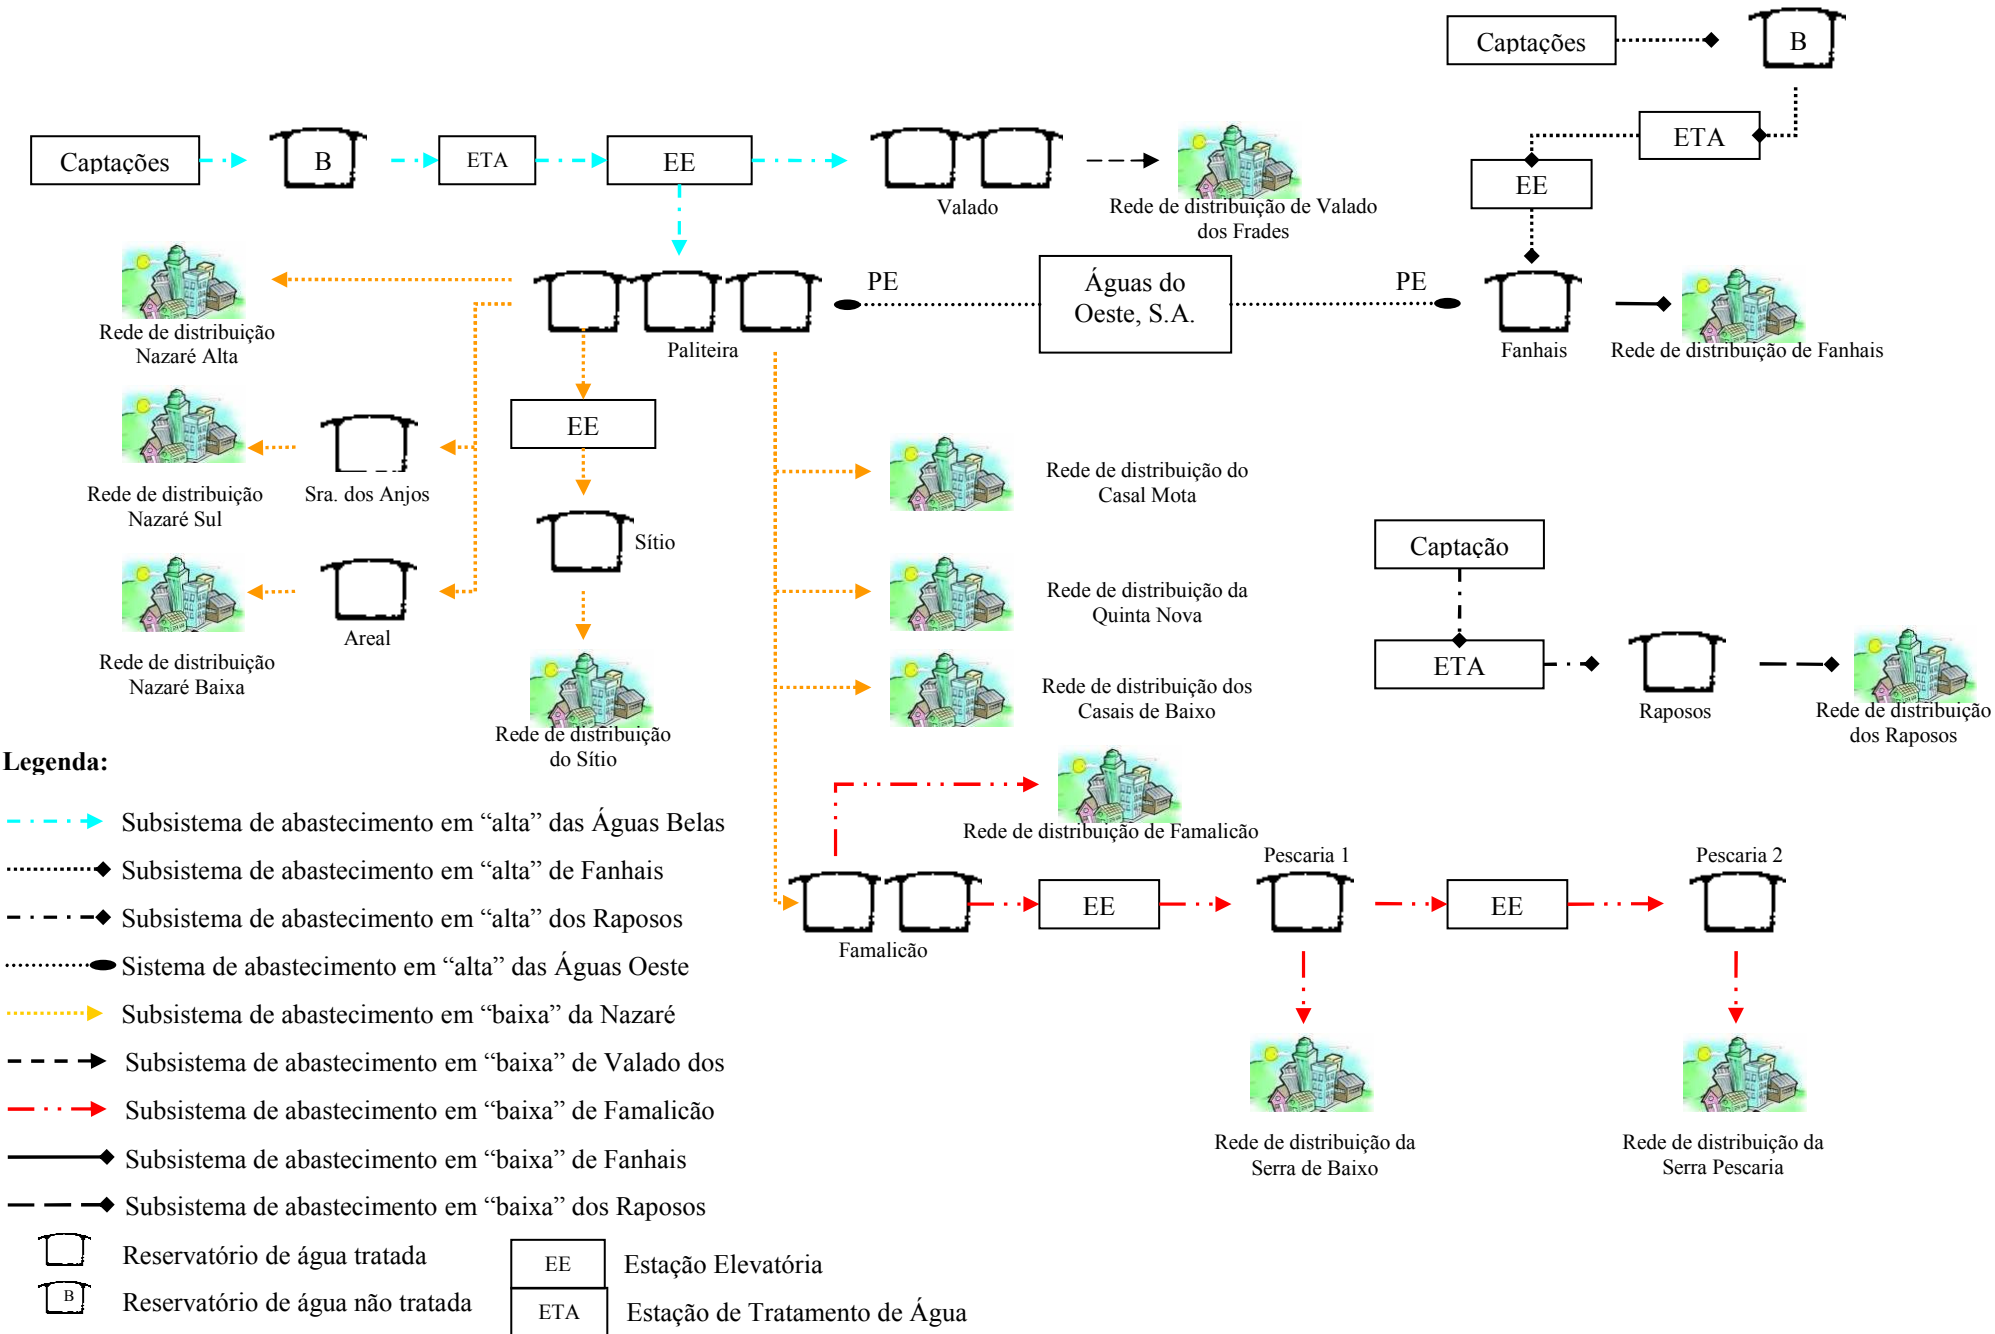 Captações
B
Captações
B
ETA
EE
ETA
EE
Valado
Rede de distribuição de Valado
dos Frades
Paliteira
PE
Águas do
Oeste, S.A.
PE
Fanhais
Rede de distribuição de Fanhais
Rede de distribuição
Nazaré Alta
EE
Rede de distribuição
Nazaré Sul
Sra. dos Anjos
Sítio
Areal
Rede de distribuição
Nazaré Baixa
Rede de distribuição
do Sítio
Rede de distribuição do
Casal Mota
Rede de distribuição da
Quinta Nova
Rede de distribuição dos
Casais de Baixo
Captação
ETA
Raposos
Rede de distribuição
dos Raposos
Rede de distribuição de Famalicão
Famalicão
EE
Pescaria 1
EE
Pescaria 2
Rede de distribuição da
Serra de Baixo
Rede de distribuição da
Serra Pescaria
Legenda:
Subsistema de abastecimento em “alta” das Águas Belas
Subsistema de abastecimento em “alta” de Fanhais
Subsistema de abastecimento em “alta” dos Raposos
Sistema de abastecimento em “alta” das Águas Oeste
Subsistema de abastecimento em “baixa” da Nazaré
Subsistema de abastecimento em “baixa” de Valado dos
Subsistema de abastecimento em “baixa” de Famalicão
Subsistema de abastecimento em “baixa” de Fanhais
Subsistema de abastecimento em “baixa” dos Raposos
Reservatório de água tratada
B
Reservatório de água não tratada
EE
Estação Elevatória
ETA
Estação de Tratamento de Água